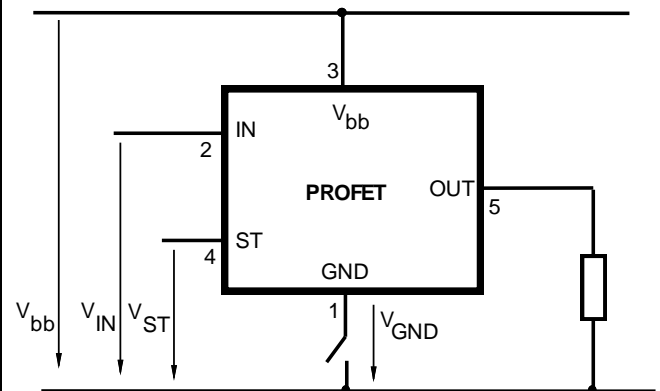 3
V_bb
IN
2
PROFET
OUT
5
ST
4
GND
1
V_bb
V_IN
V_ST
V_GND